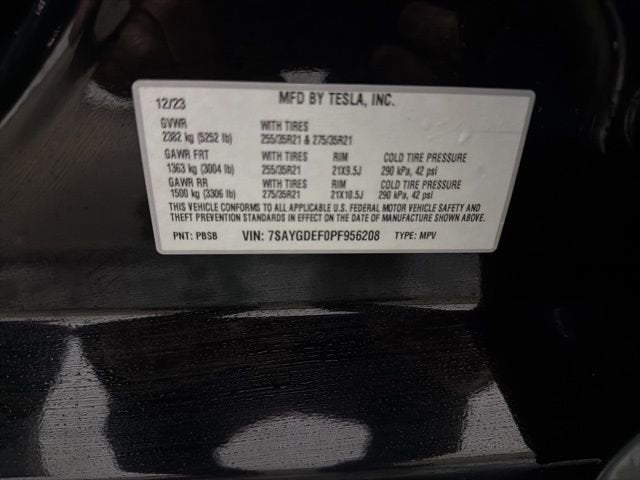 12/23 MFD BY TESLA, INC.
GVWR WITH TIRES
2382 kg (5252 lb) 255/35R21 & 275/35R21
GAWR FRT WITH TIRES RIM COLD TIRE PRESSURE
1363 kg (3004 lb) 255/35R21 21X9.5J 290 kPa, 42 psi
GAWR RR WITH TIRES RIM COLD TIRE PRESSURE
1500 kg (3306 lb) 275/35R21 21X10.5J 290 kPa, 42 psi
THIS VEHICLE CONFORMS TO ALL APPLICABLE U.S. FEDERAL MOTOR VEHICLE SAFETY AND
THEFT PREVENTION STANDARDS IN EFFECT ON THE DATE OF MANUFACTURE SHOWN ABOVE.
PNT: PBSB VIN: 7SAYGDEF0PF956208 TYPE: MPV